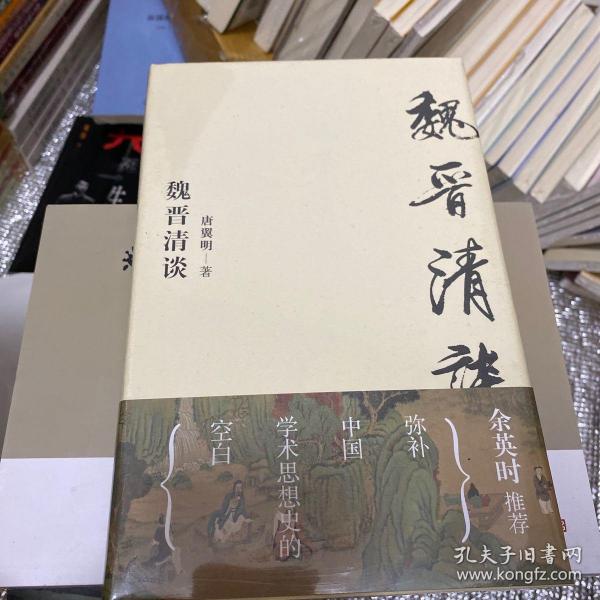 魏晋清談
魏晋清谈
唐翼明—著
余英时 推荐
弥补
中国
学术思想史的
空白
孔夫子旧书网
www.kongfz.com